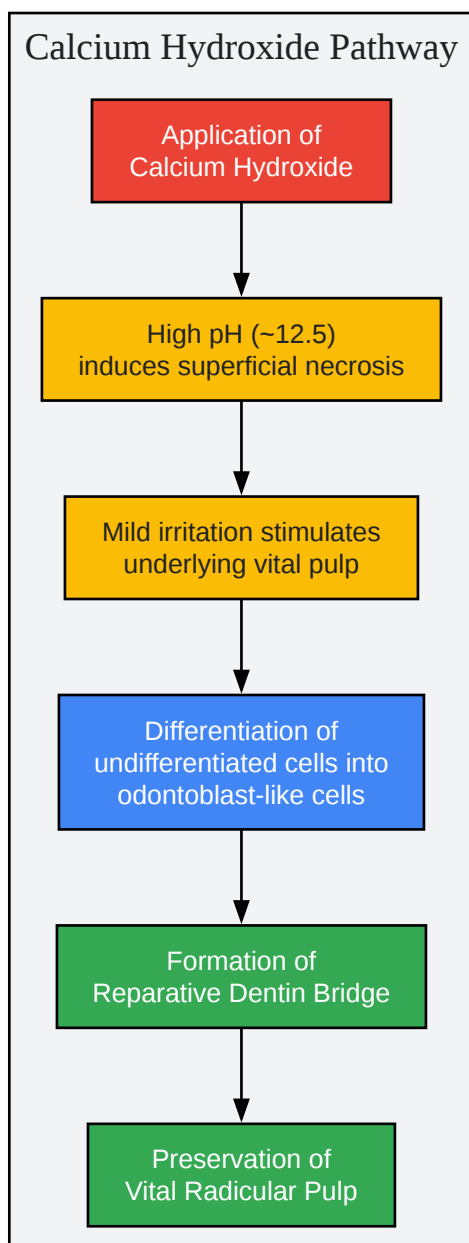 Calcium Hydroxide Pathway
Application of
Calcium Hydroxide
High pH (~12.5)
induces superficial necrosis
Mild irritation stimulates
underlying vital pulp
Differentiation of
undifferentiated cells into
odontoblast-like cells
Formation of
Reparative Dentin Bridge
Preservation of
Vital Radicular Pulp